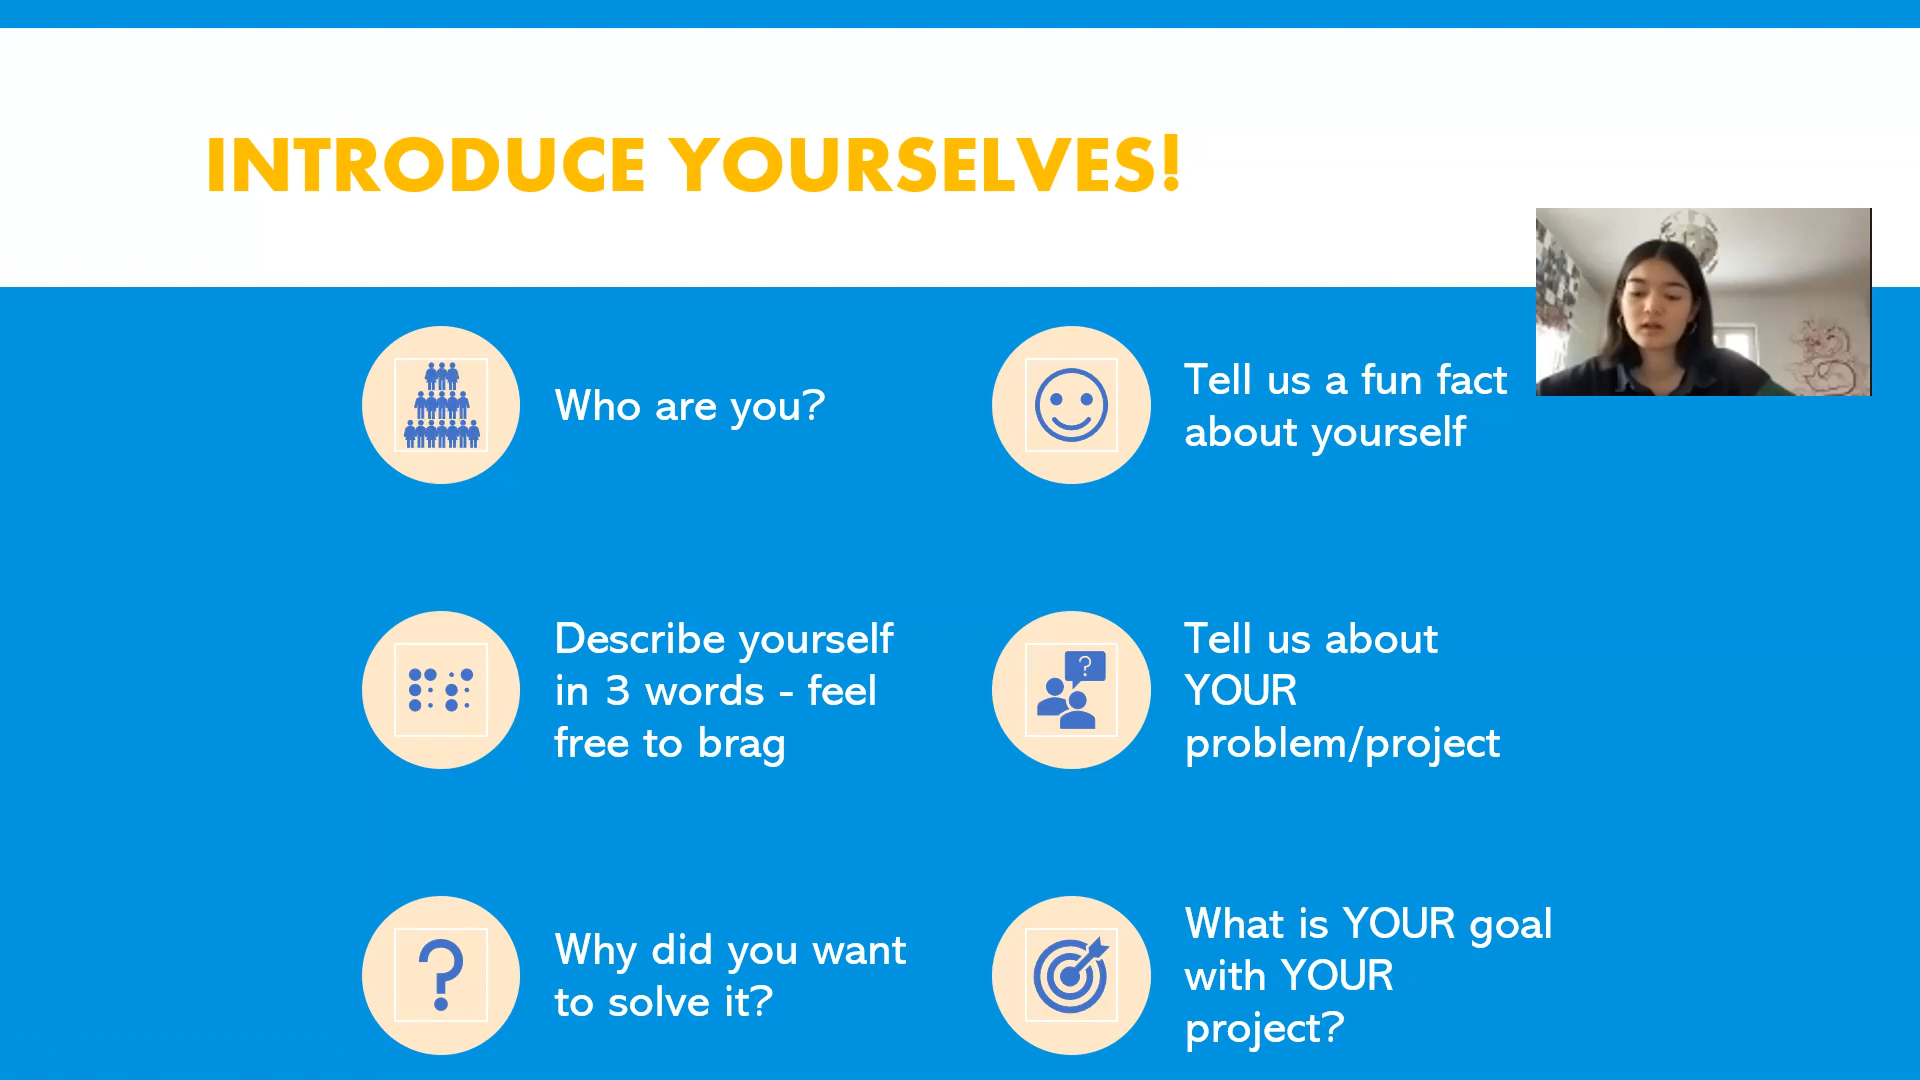 INTRODUCE YOURSELVES!
Who are you?
Tell us a fun fact
about yourself
Describe yourself
in 3 words - feel
free to brag
?
Tell us about
YOUR
problem/project
?
Why did you want
to solve it?
What is YOUR goal
with YOUR
project?